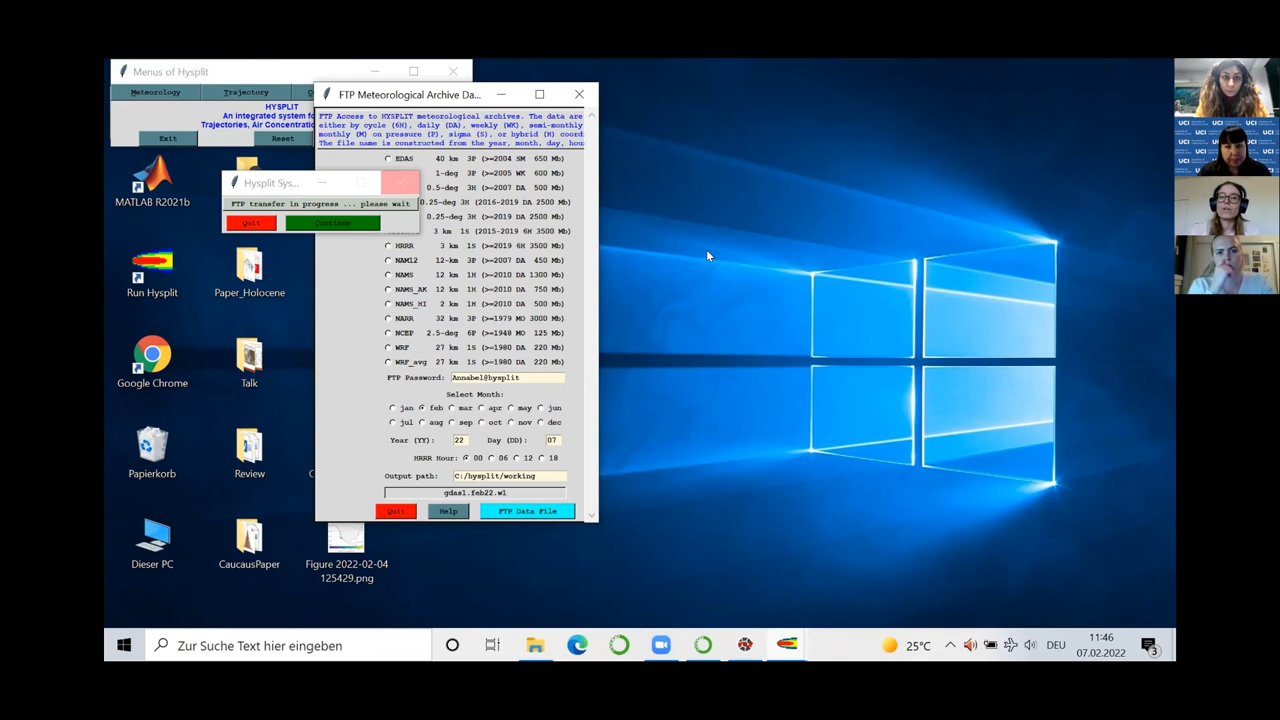 Menus of Hysplit
Meteorology
Trajectory
HYSPLIT
An integrated system fo
Trajectories, Air Concentration
Exit
Reset
FTP Meteorological Archive Da...
FTP Access to HYSPLIT meteorological archives. The data are
either by cycle (6H), daily (DA), weekly (WK), semi-monthly
monthly (M) on pressure (P), sigma (S), or hybrid (H) coord
The file name is constructed from the year, month, day, hou
EDAS 40 km 3P (>=2004 SM 650 Mb)
1-deg 3P (>=2005 WK 600 Mb)
0.5-deg 3H (>=2007 DA 500 Mb)
0.25-deg 3H (2016-2019 DA 2500 Mb)
0.25-deg 3H (>=2019 DA 2500 Mb)
3 km 1S (2015-2019 6H 3500 Mb)
HRRR 3 km 1S (>=2019 6H 3500 Mb)
NAM12 12-km 3P (>=2007 DA 450 Mb)
NAMS 12 km 1H (>=2010 DA 1300 Mb)
NAMS_AK 12 km 1H (>=2010 DA 750 Mb)
NAMS_HI 2 km 1H (>=2010 DA 500 Mb)
NARR 32 km 3P (>=1979 MO 3000 Mb)
NCEP 2.5-deg 6P (>=1948 MO 125 Mb)
WRF 27 km 1S (>=1980 DA 220 Mb)
WRF_avg 27 km 1S (>=1980 DA 220 Mb)
FTP Password: Annabel@hysplit
Select Month:
jan feb mar apr may jun
jul aug sep oct nov dec
Year (YY): 22 Day (DD): 07
HRRR Hour: 00 06 12 18
Output path: C:/hysplit/working
gdas1.feb22.w1
Quit Help FTP Data File
Hysplit Sys...
FTP transfer in progress ... please wait
Quit Continue
MATLAB R2021b
Run Hysplit
Paper_Holocene
Google Chrome
Talk
Papierkorb
Review
Dieser PC
CaucausPaper
Figure 2022-02-04
125429.png
Zur Suche Text hier eingeben
25°C
DEU
11:46
07.02.2022
3
UCI
UCI
UCI